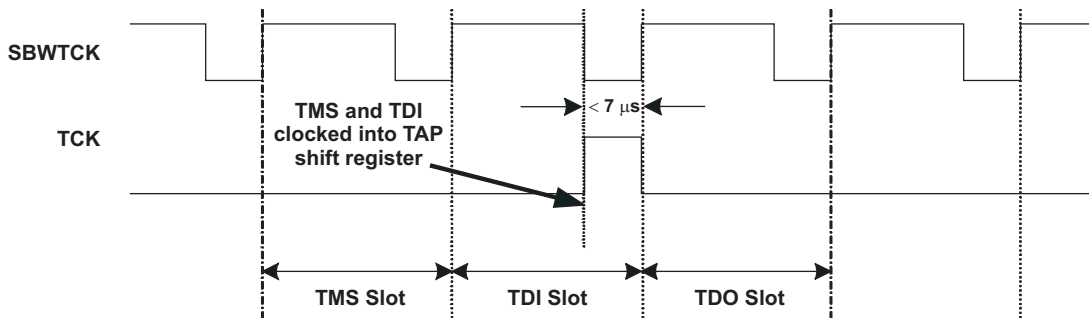 SBWTCK
< 7 μs
TMS and TDI
clocked into TAP
shift register
TCK
TMS Slot
TDI Slot
TDO Slot